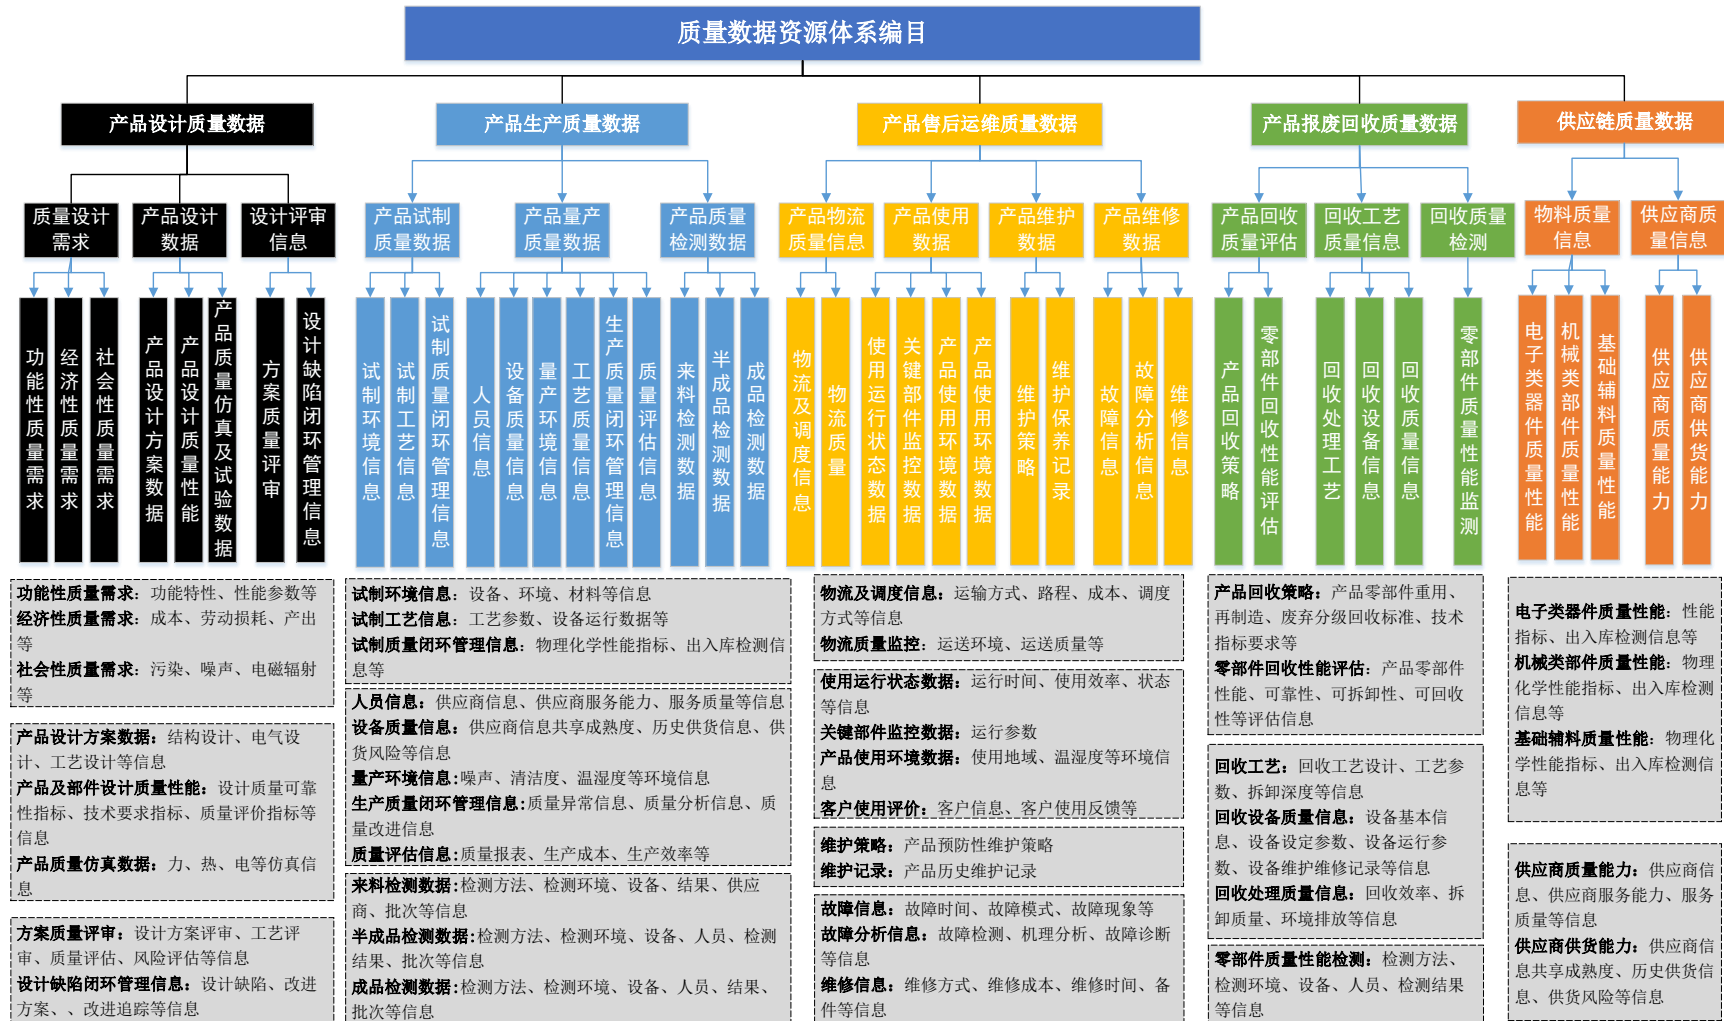 质量数据资源体系编目
产品设计质量数据
产品生产质量数据
产品售后运维质量数据
产品报废回收质量数据
供应链质量数据
质量设计
需求
产品设计
数据
设计评审
信息
产品试制
质量数据
产品量产
质量数据
产品质量
检测数据
产品物流
质量信息
产品使用
数据
产品维护
数据
产品维修
数据
产品回收
质量评估
回收工艺
质量信息
回收质量
检测
物料质量
信息
供应商质
量信息
功能性质量需求
经济性质量需求
社会性质量需求
产品设计方案数据
产品设计质量性能
产品质量仿真及试验数据
方案质量评审
设计缺陷闭环管理信息
试制环境信息
试制工艺信息
试制质量闭环管理信息
人员信息
设备质量信息
量产环境信息
工艺质量信息
生产质量闭环管理信息
质量评估信息
来料检测数据
半成品检测数据
成品检测数据
物流及调度信息
物流质量
使用运行状态数据
关键部件监控数据
产品使用环境数据
产品使用环境数据
维护策略
维护保养记录
故障信息
故障分析信息
维修信息
产品回收策略
零部件回收性能评估
回收处理工艺
回收设备信息
回收质量信息
零部件质量性能监测
电子类器件质量性能
机械类部件质量性能
基础辅料质量性能
供应商质量能力
供应商供货能力
功能性质量需求：功能特性、性能参数等
经济性质量需求：成本、劳动损耗、产出
等
社会性质量需求：污染、噪声、电磁辐射
等
产品设计方案数据：结构设计、电气设
计、工艺设计等信息
产品及部件设计质量性能：设计质量可靠
性指标、技术要求指标、质量评价指标等
信息
产品质量仿真数据：力、热、电等仿真信
息
方案质量评审：设计方案评审、工艺评
审、质量评估、风险评估等信息
设计缺陷闭环管理信息：设计缺陷、改进
方案、、改进追踪等信息
试制环境信息：设备、环境、材料等信息
试制工艺信息：工艺参数、设备运行数据等
试制质量闭环管理信息：物理化学性能指标、出入库检测信
息等
人员信息：供应商信息、供应商服务能力、服务质量等信息
设备质量信息：供应商信息共享成熟度、历史供货信息、供
货风险等信息
量产环境信息:噪声、清洁度、温湿度等环境信息
生产质量闭环管理信息:质量异常信息、质量分析信息、质
量改进信息
质量评估信息:质量报表、生产成本、生产效率等
来料检测数据:检测方法、检测环境、设备、结果、供应
商、批次等信息
半成品检测数据:检测方法、检测环境、设备、人员、检测
结果、批次等信息
成品检测数据:检测方法、检测环境、设备、人员、结果、
批次等信息
物流及调度信息：运输方式、路程、成本、调度
方式等信息
物流质量监控：运送环境、运送质量等
使用运行状态数据：运行时间、使用效率、状态
等信息
关键部件监控数据：运行参数
产品使用环境数据：使用地域、温湿度等环境信
息
客户使用评价：客户信息、客户使用反馈等
维护策略：产品预防性维护策略
维护记录：产品历史维护记录
故障信息：故障时间、故障模式、故障现象等
故障分析信息：故障检测、机理分析、故障诊断
等信息
维修信息：维修方式、维修成本、维修时间、备
件等信息
产品回收策略：产品零部件重用、
再制造、废弃分级回收标准、技术
指标要求等
零部件回收性能评估：产品零部件
性能、可靠性、可拆卸性、可回收
性等评估信息
回收工艺：回收工艺设计、工艺参
数、拆卸深度等信息
回收设备质量信息：设备基本信
息、设备设定参数、设备运行参
数、设备维护维修记录等信息
回收处理质量信息：回收效率、拆
卸质量、环境排放等信息
零部件质量性能检测：检测方法、
检测环境、设备、人员、检测结果
等信息
电子类器件质量性能：性能
指标、出入库检测信息等
机械类部件质量性能：物理
化学性能指标、出入库检测
信息等
基础辅料质量性能：物理化
学性能指标、出入库检测信
息等
供应商质量能力：供应商信
息、供应商服务能力、服务
质量等信息
供应商供货能力：供应商信
息共享成熟度、历史供货信
息、供货风险等信息